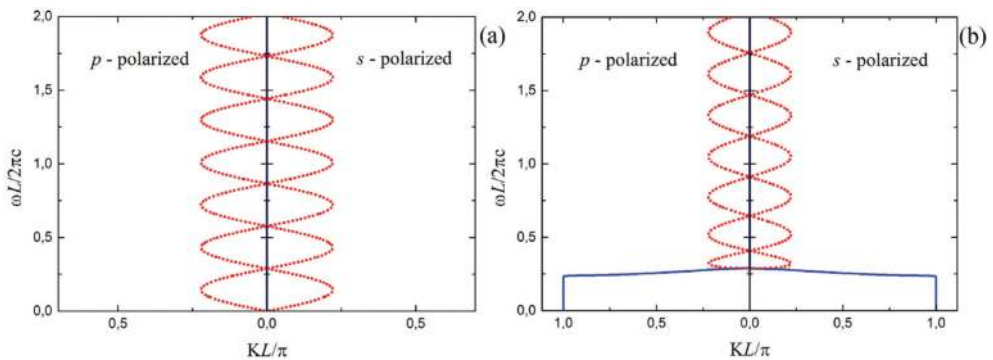 2,0
(a)
p - polarized
s - polarized
1,5
1,0
0,5
0,0
ωL/2πc
0,5
0,0
0,5
KL/π
2,0
(b)
p - polarized
s - polarized
1,5
1,0
0,5
0,0
ωL/2πc
1,0
0,5
0,0
0,5
1,0
KL/π